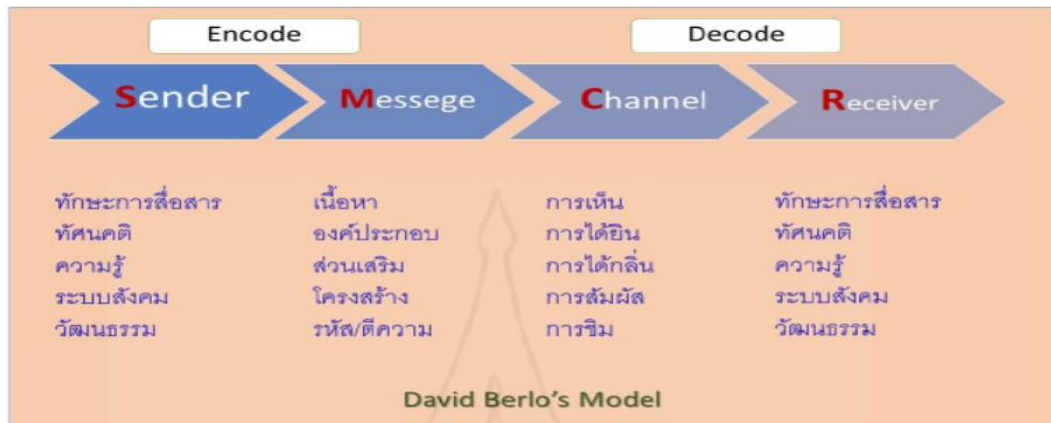 Encode
Decode
Sender
Messege
Channel
Receiver
ทักษะการสื่อสาร
ทัศนคติ
ความรู้
ระบบสังคม
วัฒนธรรม
เนื้อหา
องค์ประกอบ
ส่วนเสริม
โครงสร้าง
รหัส/ตีความ
การเห็น
การได้ยิน
การได้กลิ่น
การสัมผัส
การชิม
ทักษะการสื่อสาร
ทัศนคติ
ความรู้
ระบบสังคม
วัฒนธรรม
David Berlo's Model